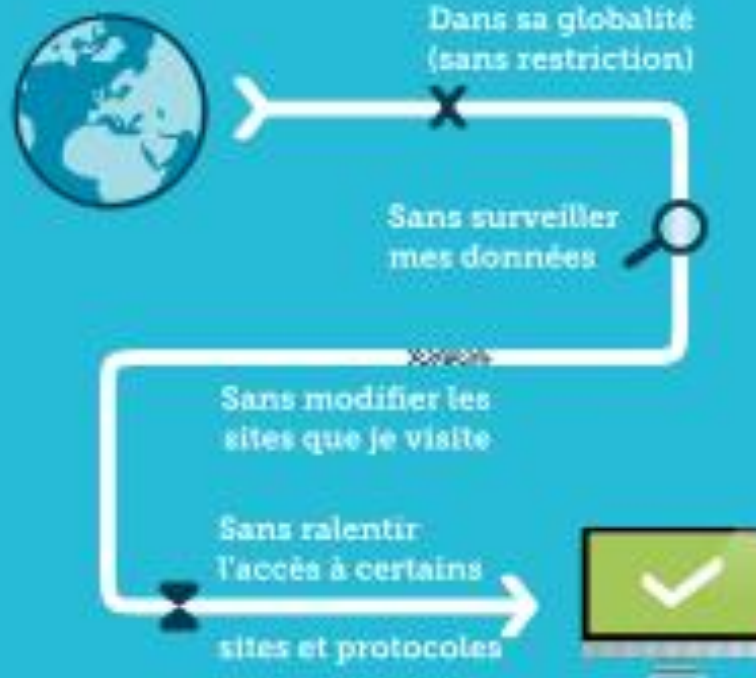 Dans sa globalité
(sans restriction)
Sans surveiller
mes données
Sans modifier les
sites que je visite
Sans ralentir
l'accès à certains
sites et protocoles